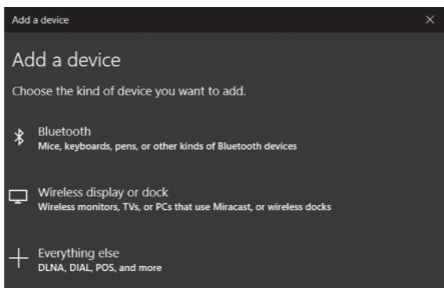 Add a device
Add a device
Choose the kind of device you want to add.
Bluetooth
Mice, keyboards, pens, or other kinds of Bluetooth devices
Wireless display or dock
Wireless monitors, TVs, or PCs that use Miracast, or wireless docks
Everything else
DLNA, DIAL, POS, and more